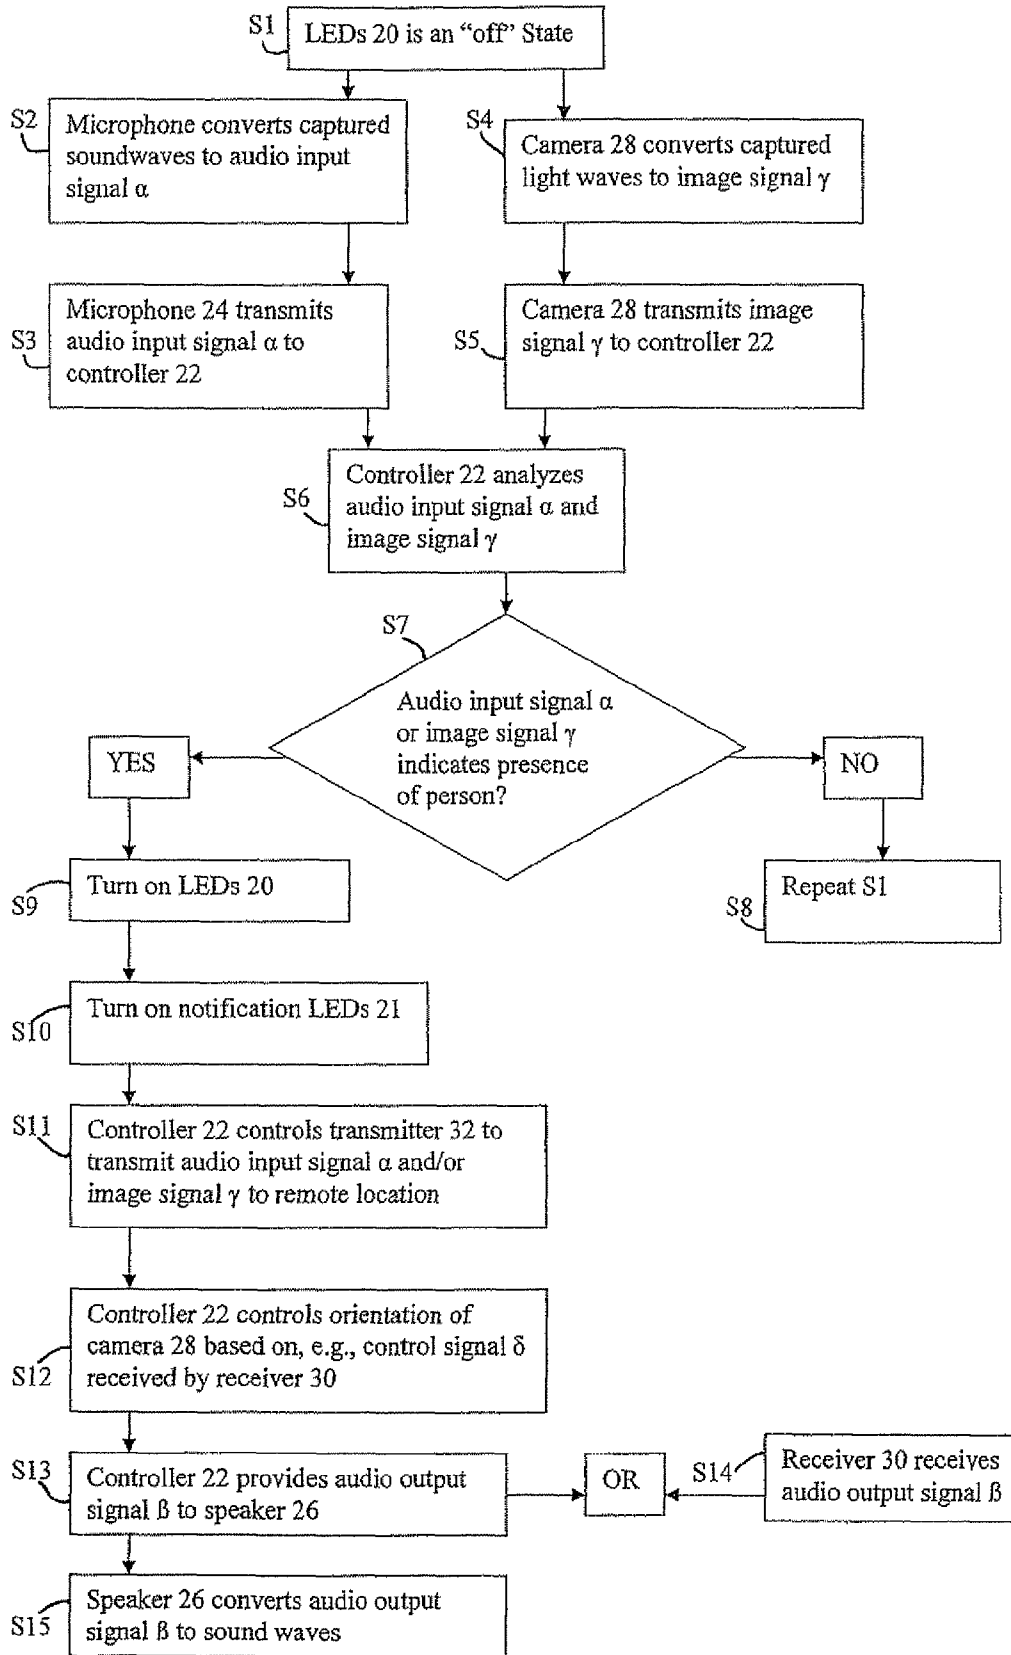 S1
LEDs 20 is an “off” State
S2
Microphone converts captured
soundwaves to audio input
signal α
S4
Camera 28 converts captured
light waves to image signal γ
S3
Microphone 24 transmits
audio input signal α to
controller 22
S5
Camera 28 transmits image
signal γ to controller 22
S6
Controller 22 analyzes
audio input signal α and
image signal γ
S7
Audio input signal α
or image signal γ
indicates presence
of person?
YES
NO
S9
Turn on LEDs 20
S8
Repeat S1
S10
Turn on notification LEDs 21
S11
Controller 22 controls transmitter 32 to
transmit audio input signal α and/or
image signal γ to remote location
S12
Controller 22 controls orientation of
camera 28 based on, e.g., control signal δ
received by receiver 30
S13
Controller 22 provides audio output
signal ß to speaker 26
OR
S14
Receiver 30 receives
audio output signal ß
S15
Speaker 26 converts audio output
signal ß to sound waves